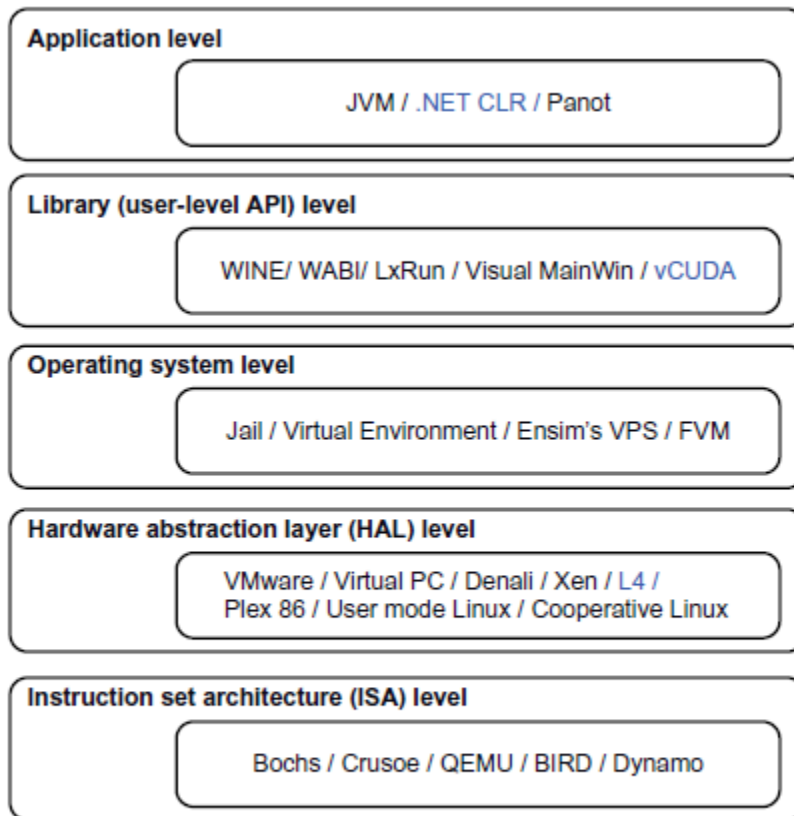 Application level
JVM / .NET CLR / Panot
Library (user-level API) level
WINE/ WABI/ LxRun / Visual MainWin / vCUDA
Operating system level
Jail / Virtual Environment / Ensim's VPS / FVM
Hardware abstraction layer (HAL) level
VMware / Virtual PC / Denali / Xen / L4 /
Plex 86 / User mode Linux / Cooperative Linux
Instruction set architecture (ISA) level
Bochs / Crusoe / QEMU / BIRD / Dynamo